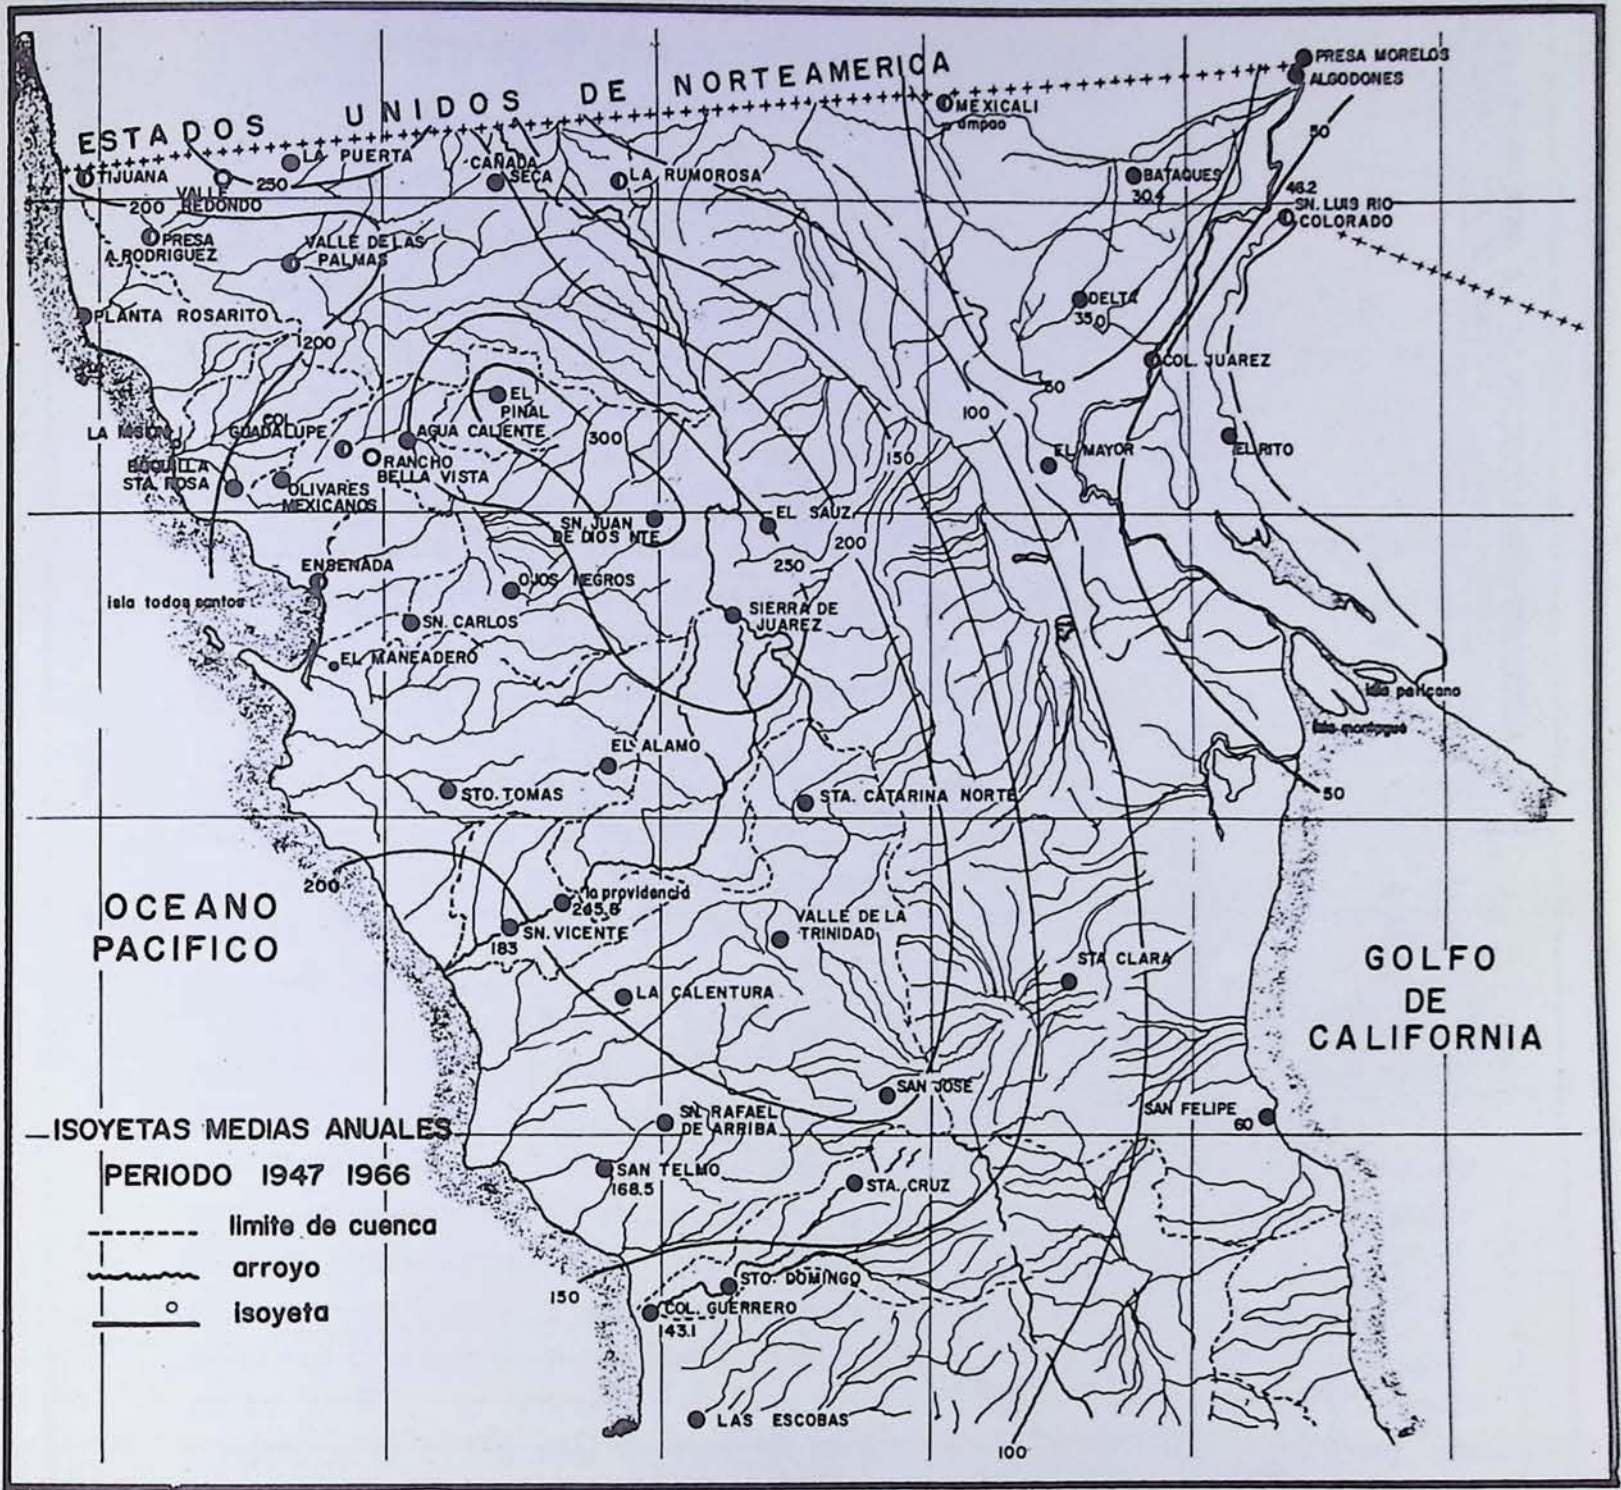 ESTADOS UNIDOS DE NORTEAMERICA
PRESA MORELOS
ALGODONES
MEXICALI
ampao
50
TIJUANA
LA PUERTA
250
VALLE
REDONDO
200
CAÑADA
SECA
LA RUMOROSA
BATAQUES
30.4
46.2
SN. LUIS RIO
COLORADO
PRESA
A. RODRIGUEZ
VALLE DE LAS
PALMAS
DELTA
35.0
PLANTA ROSARITO
200
COL. JUAREZ
50
EL
PINAL
100
COL
GUADALUPE
AGUA CALIENTE
300
LA MISION
150
EL MAYOR
EL RITO
RANCHO
BELLA VISTA
BOQUILLA
STA. ROSA
OLIVARES
MEXICANOS
SN. JUAN
DE DIOS NTE
EL SAUZ
200
250
ENSENADA
OJOS NEGROS
isla todos santos
SN. CARLOS
SIERRA DE
JUAREZ
EL MANEADERO
isla pelicano
isla montague
EL ALAMO
STO. TOMAS
STA. CATARINA NORTE
50
200
OCEANO
PACIFICO
la providencia
245.6
SN. VICENTE
183
VALLE DE LA
TRINIDAD
STA CLARA
LA CALENTURA
GOLFO
DE
CALIFORNIA
SAN JOSE
SN. RAFAEL
DE ARRIBA
SAN FELIPE
60
ISOYETAS MEDIAS ANUALES
PERIODO 1947 1966
SAN TELMO
168.5
STA. CRUZ
limite de cuenca
arroyo
isoyeta
150
STO. DOMINGO
COL. GUERRERO
143.1
LAS ESCOBAS
100